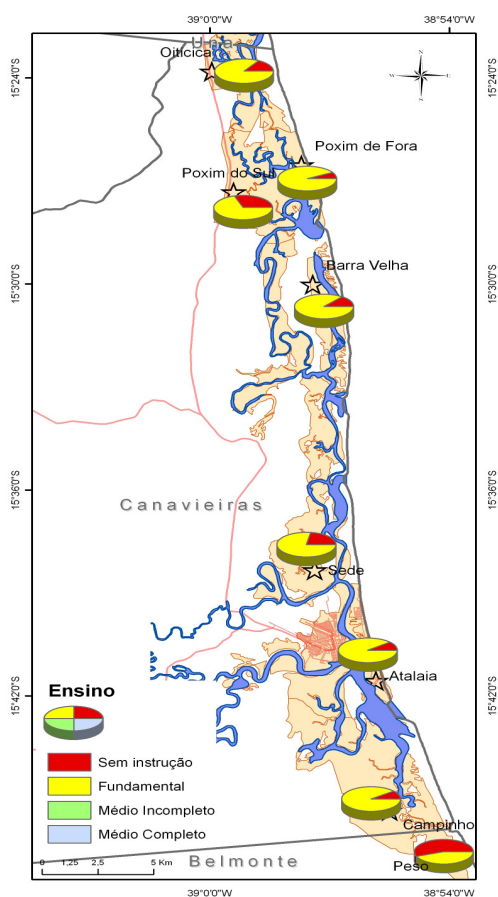 39°0'0"W 38°54'0"W
Una
Oiticica
15°24'0"S 15°24'0"S
N
W E
S
Poxim de Fora
Poxim do Sul
Barra Velha
15°30'0"S 15°30'0"S
15°36'0"S 15°36'0"S
Canavieiras
Sede
Atalaia
15°42'0"S 15°42'0"S
Ensino
Sem instrução
Fundamental
Médio Incompleto
Médio Completo
Campinho
0 1,25 2,5 5 Km
Belmonte
Peso
39°0'0"W 38°54'0"W